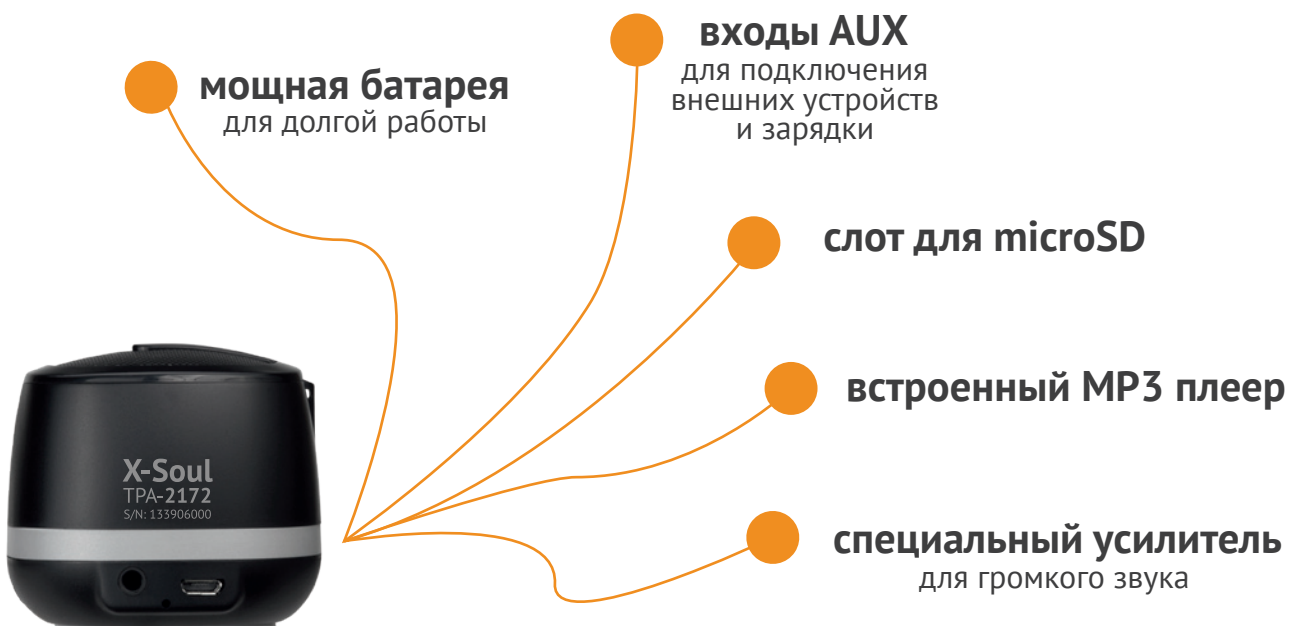 мощная батарея
для долгой работы
входы AUX
для подключения
внешних устройств
и зарядки
слот для microSD
встроенный MP3 плеер
специальный усилитель
для громкого звука
X-Soul
TPA-2172
S/N: 133906000